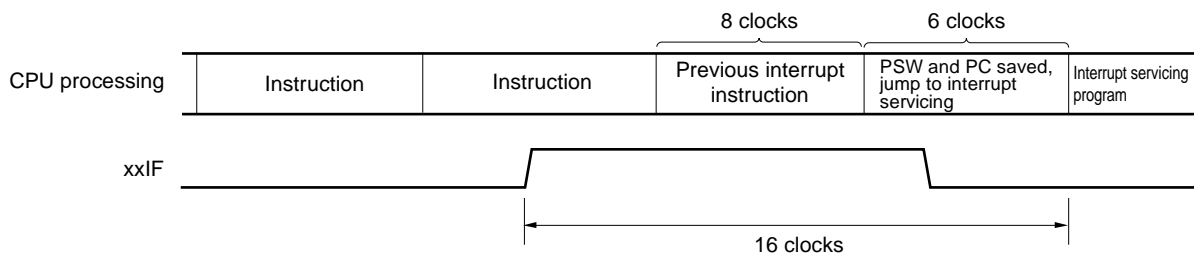 8 clocks
6 clocks
CPU processing
Instruction
Instruction
Previous interrupt
instruction
PSW and PC saved,
jump to interrupt
servicing
Interrupt servicing
program
xxIF
16 clocks